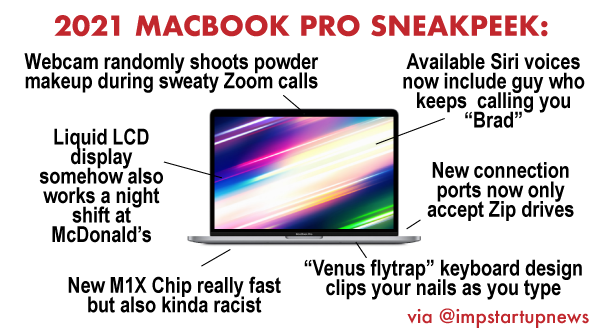 2021 MACBOOK PRO SNEAKPEEK:
Webcam randomly shoots powder
makeup during sweaty Zoom calls
Available Siri voices
now include guy who
keeps calling you
“Brad”
Liquid LCD
display
somehow also
works a night
shift at
McDonald’s
New connection
ports now only
accept Zip drives
New M1X Chip really fast
but also kinda racist
“Venus flytrap” keyboard design
clips your nails as you type
via @impstartupnews